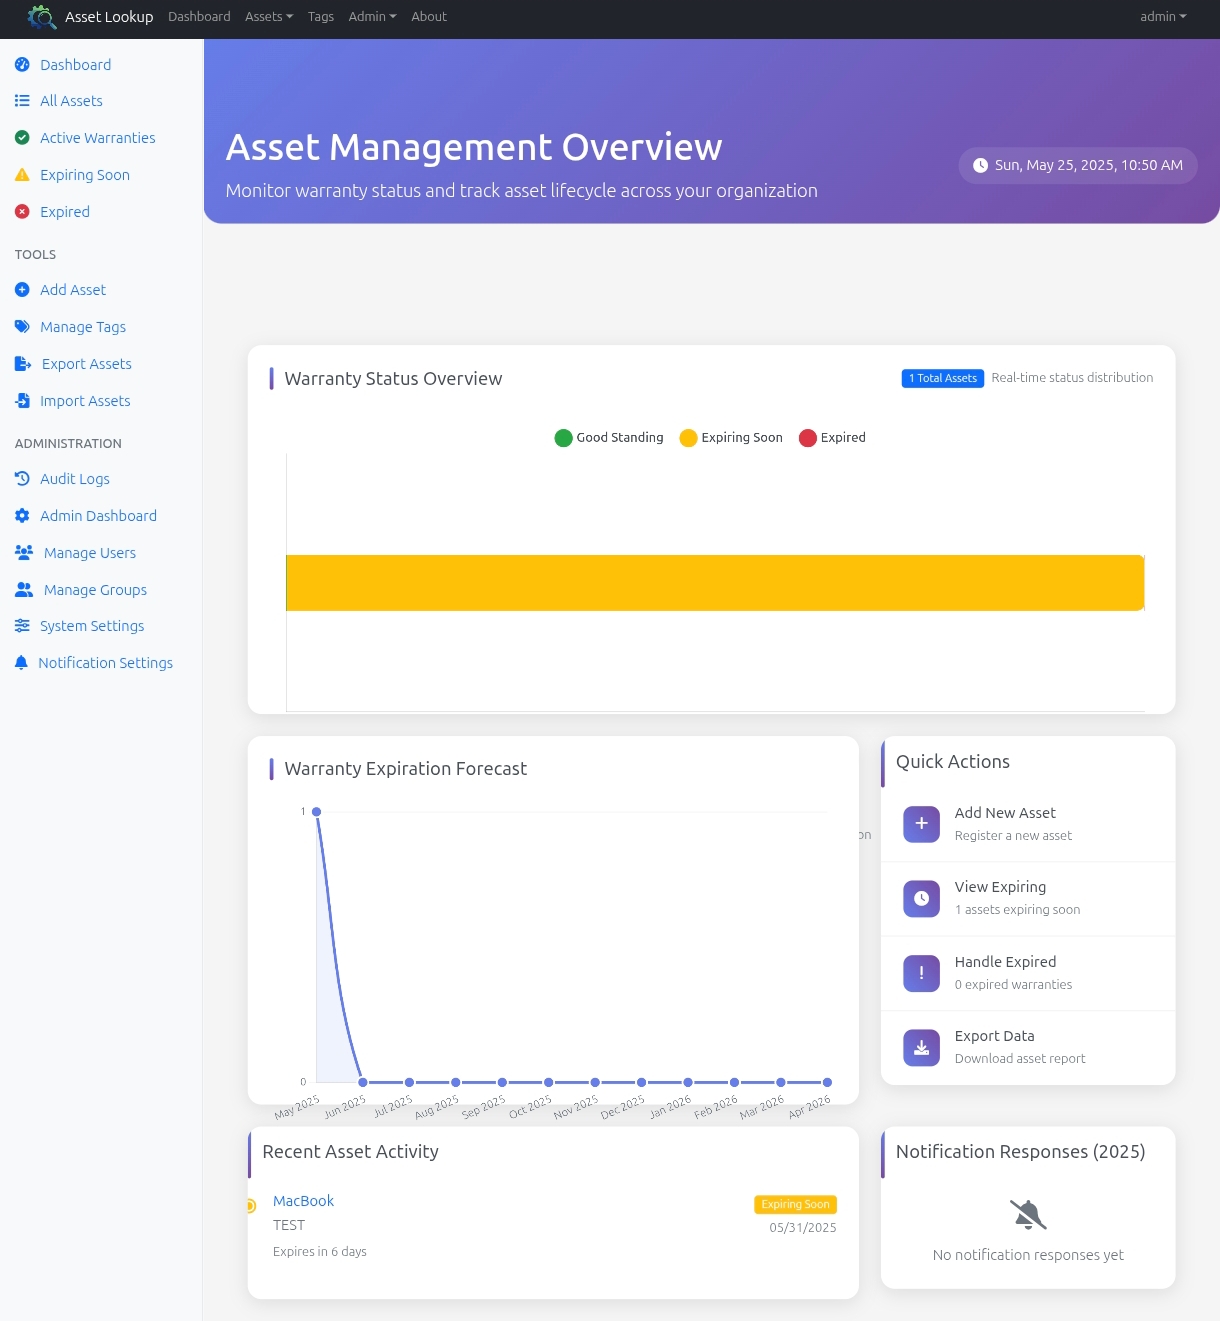 Asset Lookup Dashboard Assets Tags Admin About admin
Dashboard
All Assets
Active Warranties
Expiring Soon
Expired
TOOLS
Add Asset
Manage Tags
Export Assets
Import Assets
ADMINISTRATION
Audit Logs
Admin Dashboard
Manage Users
Manage Groups
System Settings
Notification Settings
Asset Management Overview
Monitor warranty status and track asset lifecycle across your organization
Sun, May 25, 2025, 10:50 AM
Warranty Status Overview
1 Total Assets Real-time status distribution
Good Standing Expiring Soon Expired
Warranty Expiration Forecast
1
0
May 2025 Jun 2025 Jul 2025 Aug 2025 Sep 2025 Oct 2025 Nov 2025 Dec 2025 Jan 2026 Feb 2026 Mar 2026 Apr 2026
on
Quick Actions
Add New Asset
Register a new asset
View Expiring
1 assets expiring soon
!
Handle Expired
0 expired warranties
Export Data
Download asset report
Recent Asset Activity
MacBook
Expiring Soon
TEST
05/31/2025
Expires in 6 days
Notification Responses (2025)
No notification responses yet